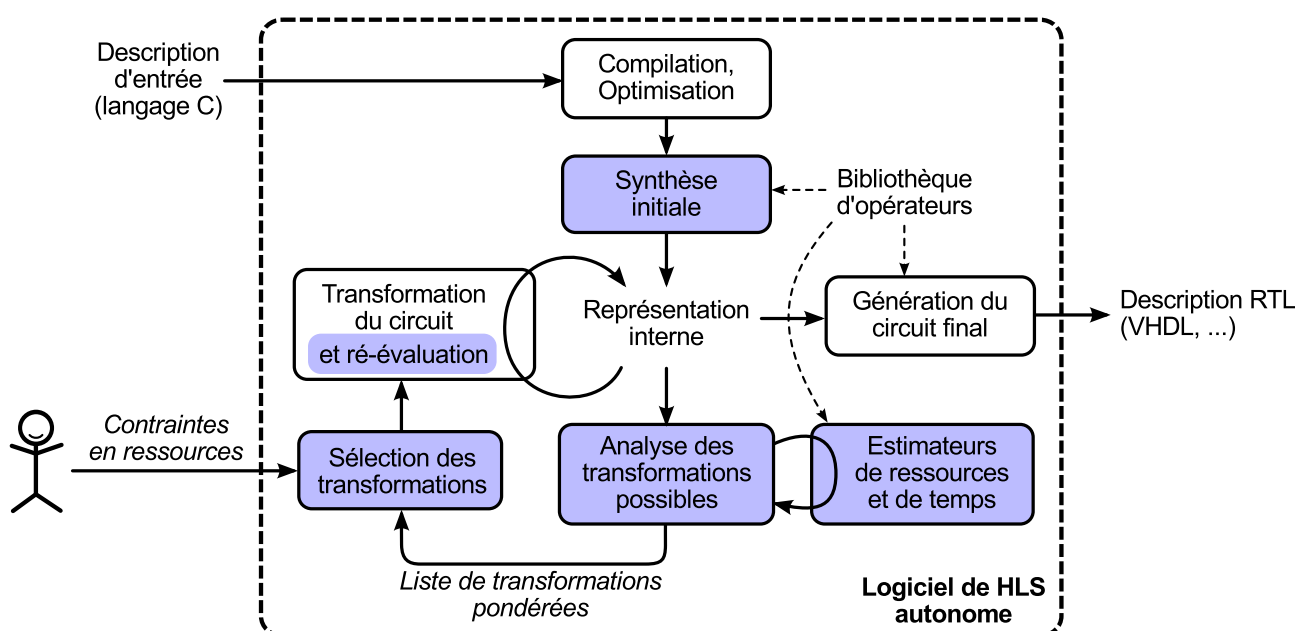 Description
d'entrée
(langage C)
Compilation,
Optimisation
Synthèse
initiale
Bibliothèque
d'opérateurs
Transformation
du circuit
et ré-évaluation
Représentation
interne
Génération du
circuit final
Description RTL
(VHDL, ...)
Contraintes
en ressources
Sélection des
transformations
Analyse des
transformations
possibles
Estimateurs
de ressources
et de temps
Liste de transformations
pondérées
Logiciel de HLS
autonome